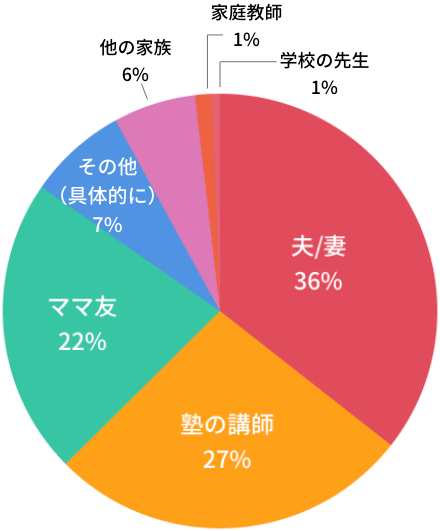 家庭教師
1%
他の家族
6%
学校の先生
1%
その他
（具体的に）
7%
夫/妻
36%
ママ友
22%
塾の講師
27%